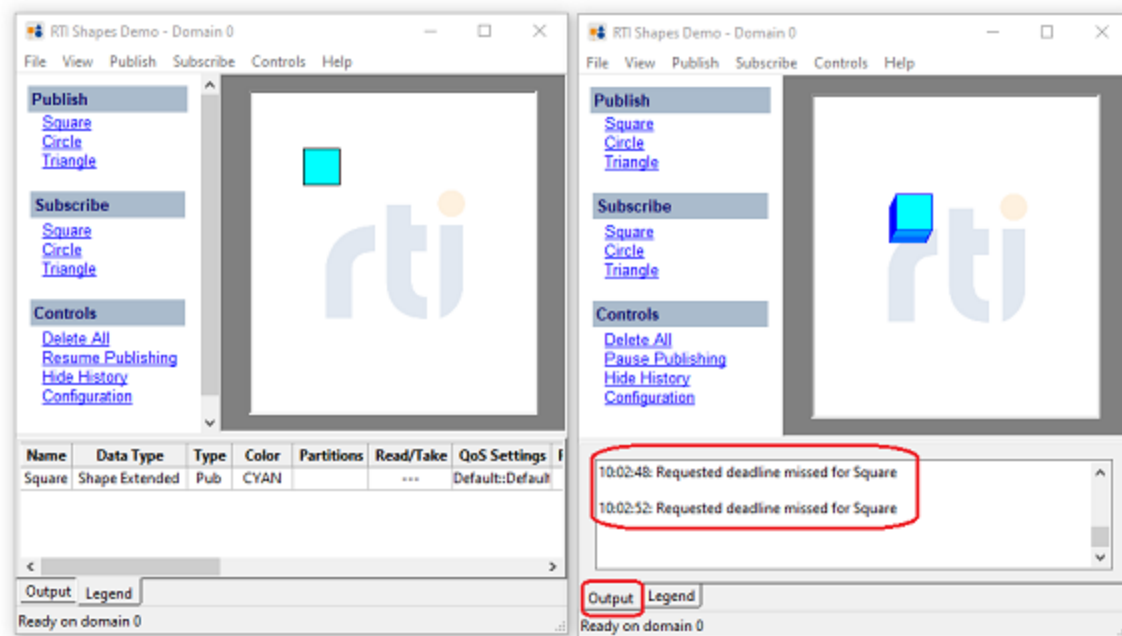 RTI Shapes Demo - Domain 0
File View Publish Subscribe Controls Help
Publish
Square
Circle
Triangle
Subscribe
Square
Circle
Triangle
Controls
Delete All
Resume Publishing
Hide History
Configuration
rti
Name Data Type Type Color Partitions Read/Take QoS Settings
Square Shape Extended Pub CYAN --- Default::Default
Output Legend
Ready on domain 0
RTI Shapes Demo - Domain 0
File View Publish Subscribe Controls Help
Publish
Square
Circle
Triangle
Subscribe
Square
Circle
Triangle
Controls
Delete All
Pause Publishing
Hide History
Configuration
rti
10:02:48: Requested deadline missed for Square
10:02:52: Requested deadline missed for Square
Output Legend
Ready on domain 0